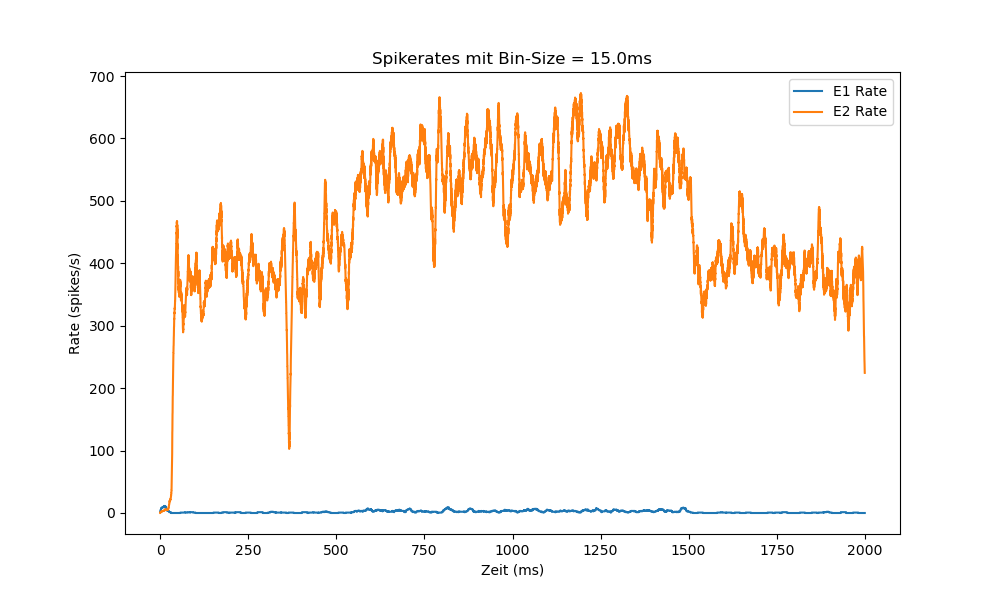 Spikerates mit Bin-Size = 15.0ms
E1 Rate
E2 Rate
Rate (spikes/s)
700
600
500
400
300
200
100
0
0 250 500 750 1000 1250 1500 1750 2000
Zeit (ms)